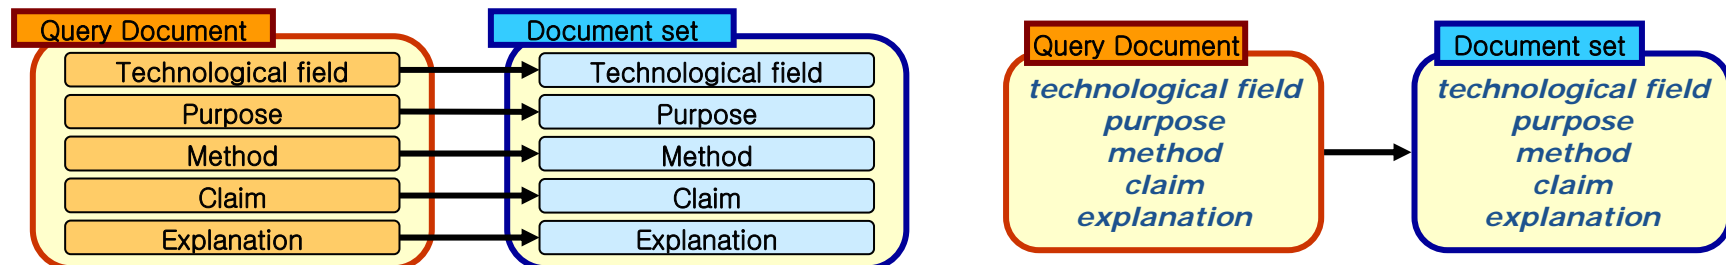 Query Document
Technological field
Purpose
Method
Claim
Explanation
Document set
Technological field
Purpose
Method
Claim
Explanation
Query Document
technological field
purpose
method
claim
explanation
Document set
technological field
purpose
method
claim
explanation